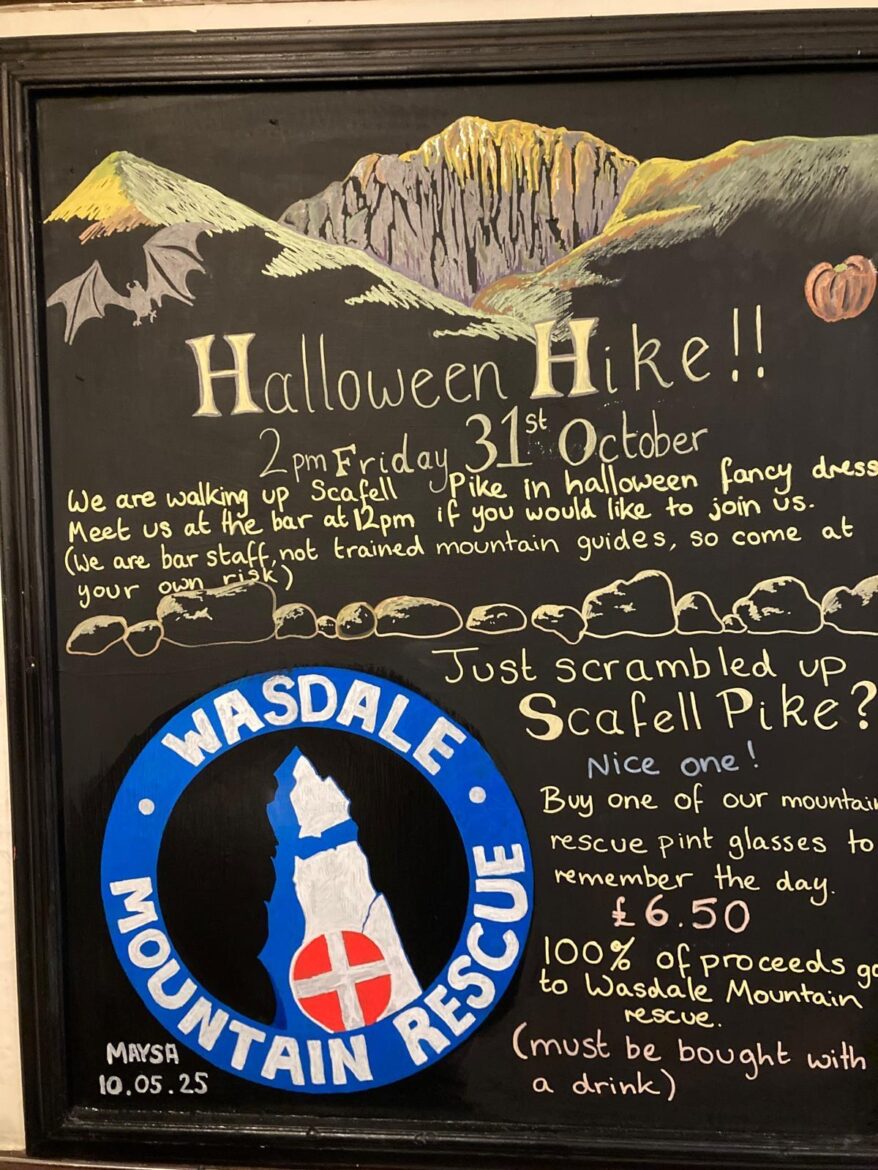 Halloween Hike!!
2pm Friday 31st October
We are walking up Scafell Pike in halloween fancy dress
Meet us at the bar at 12pm if you would like to join us.
(We are bar staff, not trained mountain guides, so come at
your own risk)
Just scrambled up
Scafell Pike?
Nice one!
Buy one of our mountain
rescue pint glasses to
remember the day.
£6.50
100% of proceeds go
to Wasdale Mountain
rescue.
(must be bought with
a drink)
WASDALE
MOUNTAIN RESCUE
MAYSA
10.05.25